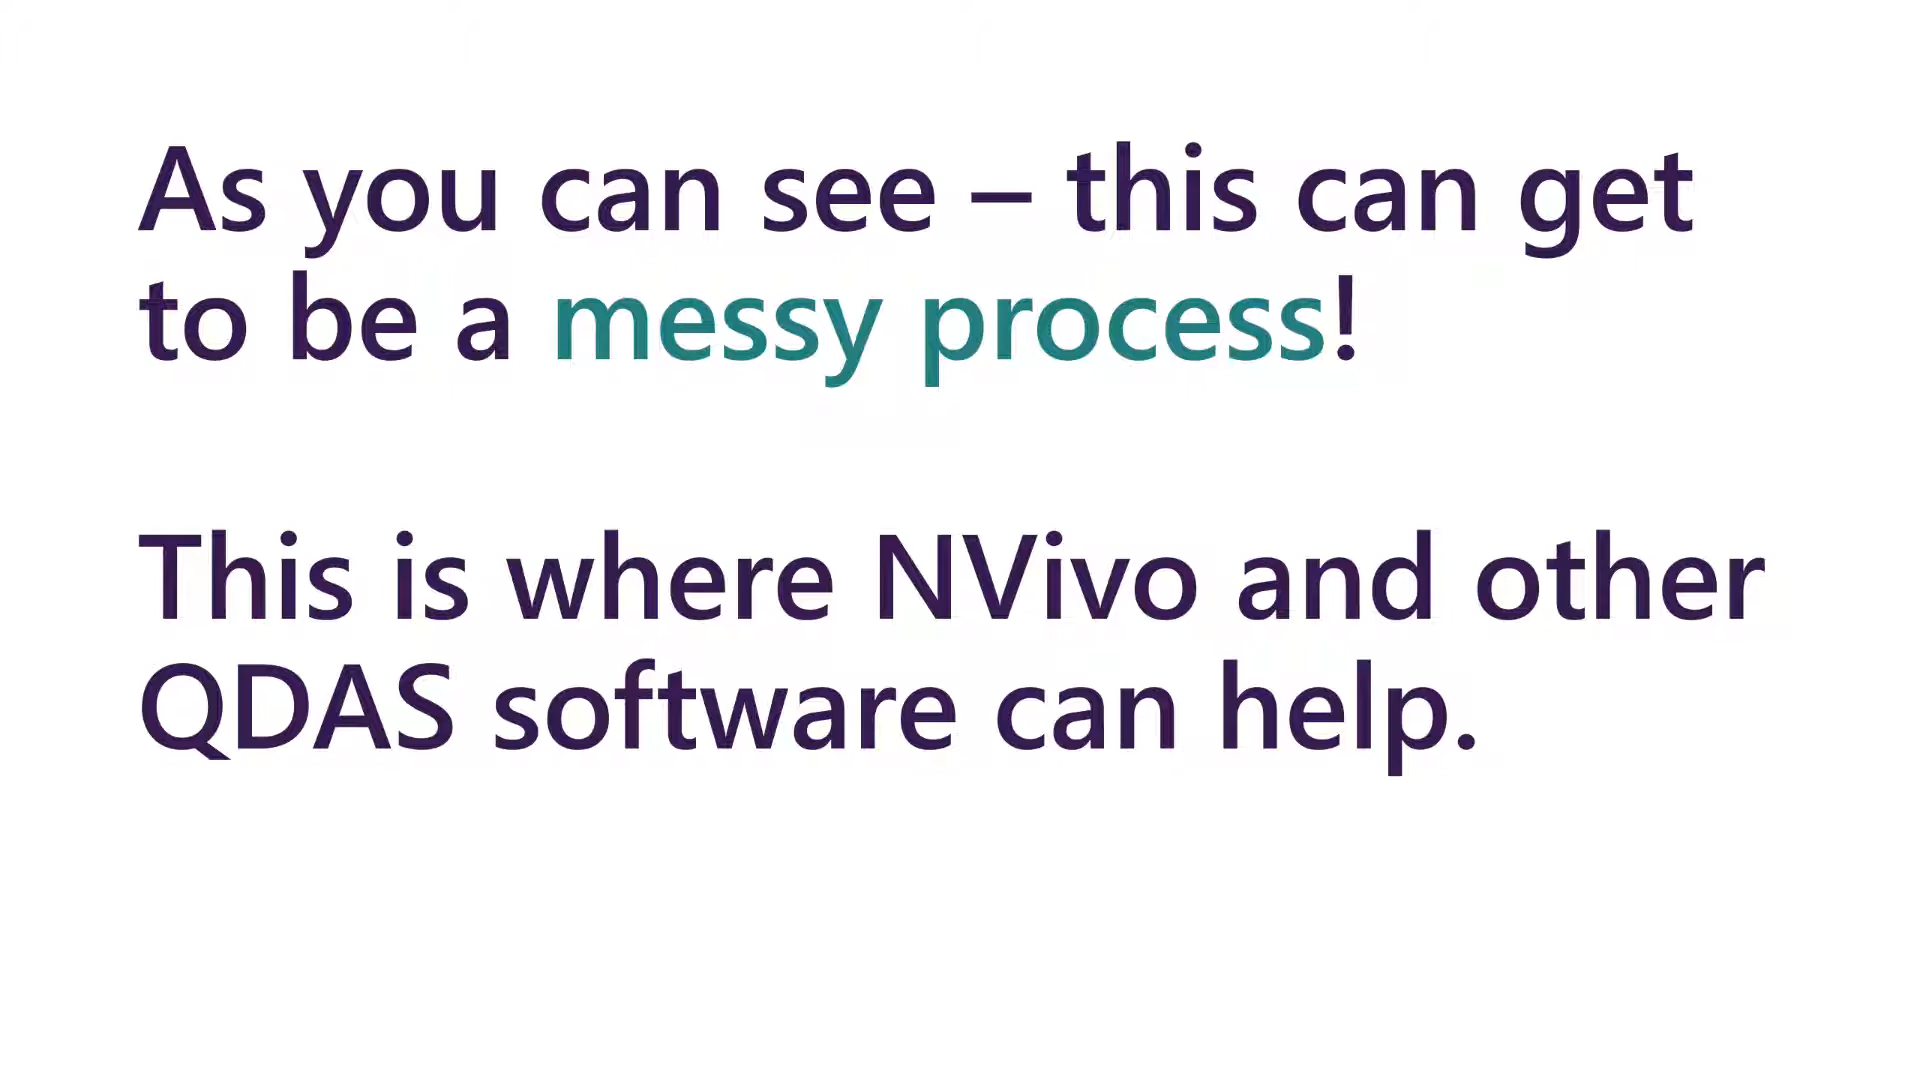 As you can see – this can get
to be a messy process!
This is where NVivo and other
QDAS software can help.